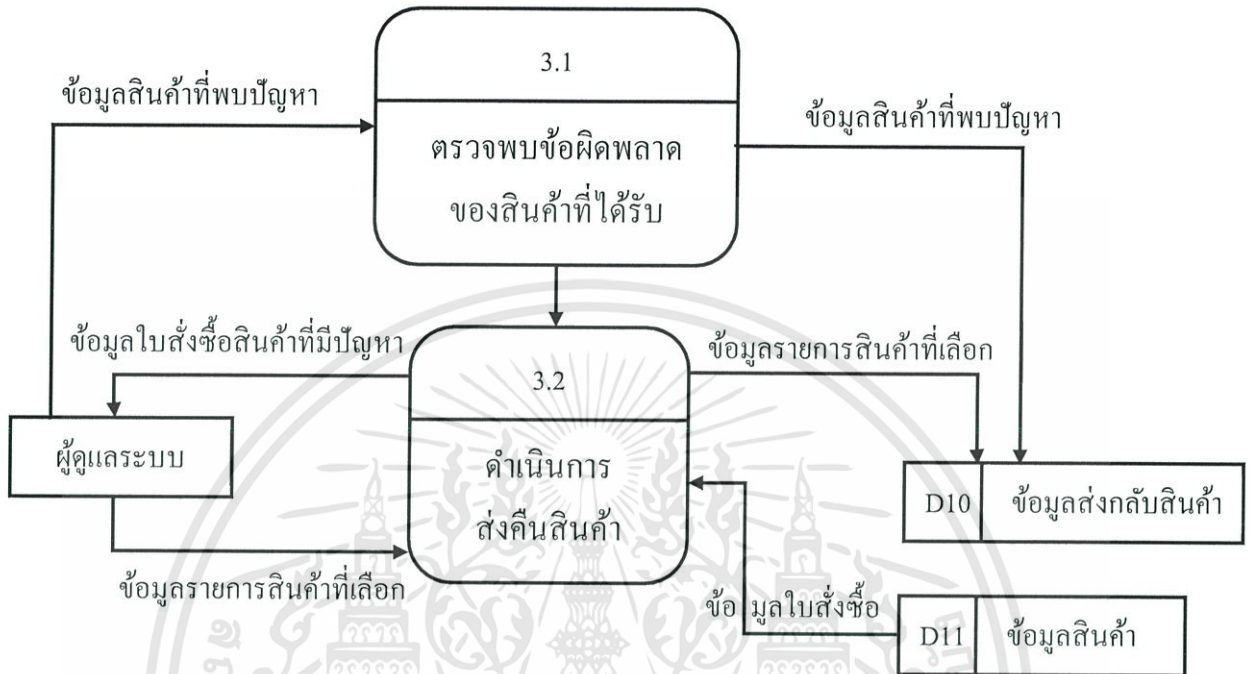 3.1
ข้อมูลสินค้าที่พบปัญหา
ข้อมูลสินค้าที่พบปัญหา
ตรวจพบข้อผิดพลาด
ของสินค้าที่ได้รับ
ข้อมูลใบสั่งซื้อสินค้าที่มีปัญหา
ข้อมูลรายการสินค้าที่เลือก
3.2
ผู้ดูแลระบบ
ดำเนินการ
ส่งคืนสินค้า
D10 ข้อมูลส่งกลับสินค้า
ข้อมูลรายการสินค้าที่เลือก
ข้อ มูลใบสั่งซื้อ
D11 ข้อมูลสินค้า